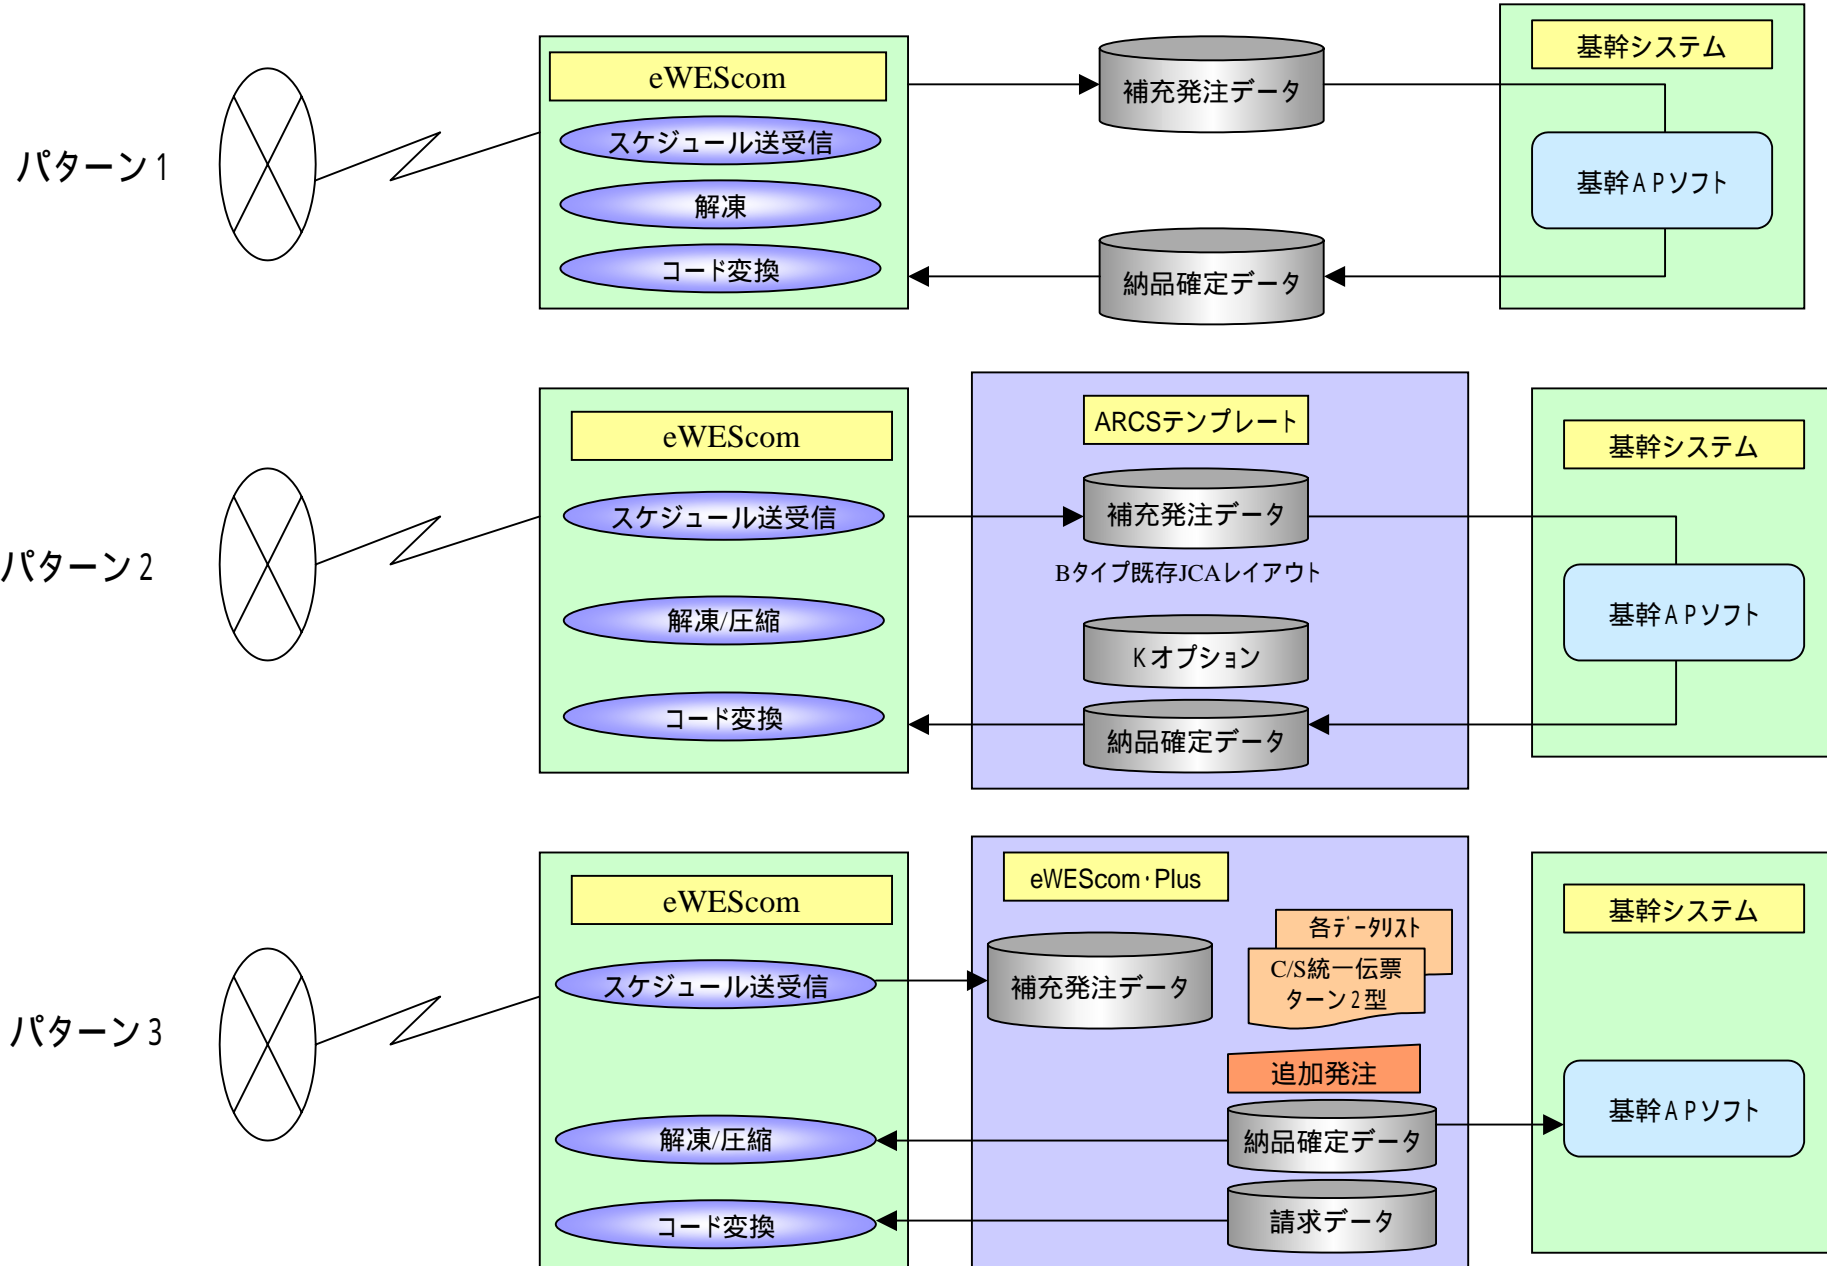 パターン1
eWEScom
スケジュール送受信
解凍
コード変換
補充発注データ
納品確定データ
基幹システム
基幹APソフト
パターン2
eWEScom
スケジュール送受信
解凍/圧縮
コード変換
ARCSテンプレート
補充発注データ
Bタイプ既存JCAレイアウト
Kオプション
納品確定データ
基幹システム
基幹APソフト
パターン3
eWEScom
スケジュール送受信
解凍/圧縮
コード変換
eWEScom・Plus
補充発注データ
各データリスト
C/S統一伝票
ターン2型
追加発注
納品確定データ
請求データ
基幹システム
基幹APソフト